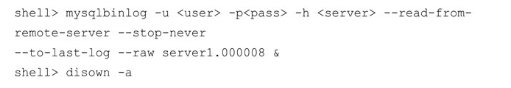 shell> mysqlbinlog -u <user> -p<pass> -h <server> --read-from-
remote-server --stop-never
--to-last-log --raw server1.000008 &
shell> disown -a